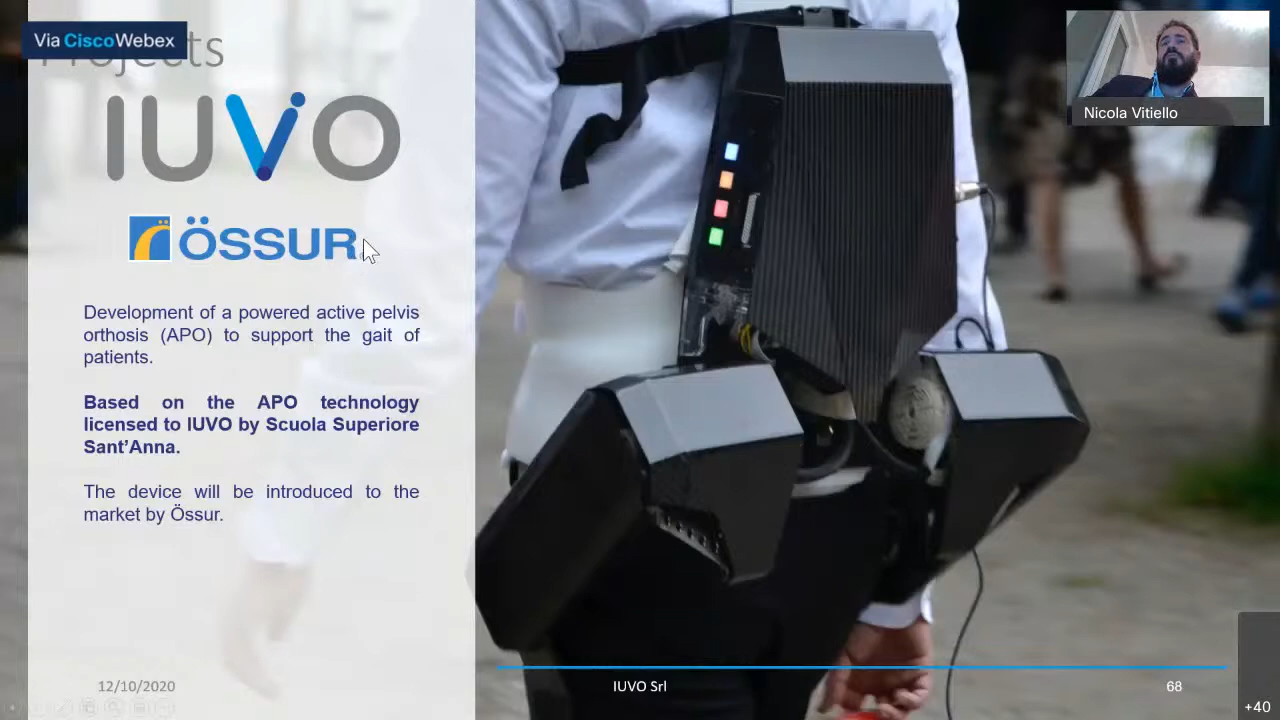 Via CiscoWebex
Projects
IUVO
ÖSSUR
Development of a powered active pelvis
orthosis (APO) to support the gait of
patients.
Based on the APO technology
licensed to IUVO by Scuola Superiore
Sant'Anna.
The device will be introduced to the
market by Össur.
Nicola Vitiello
12/10/2020
IUVO Srl
68
+40